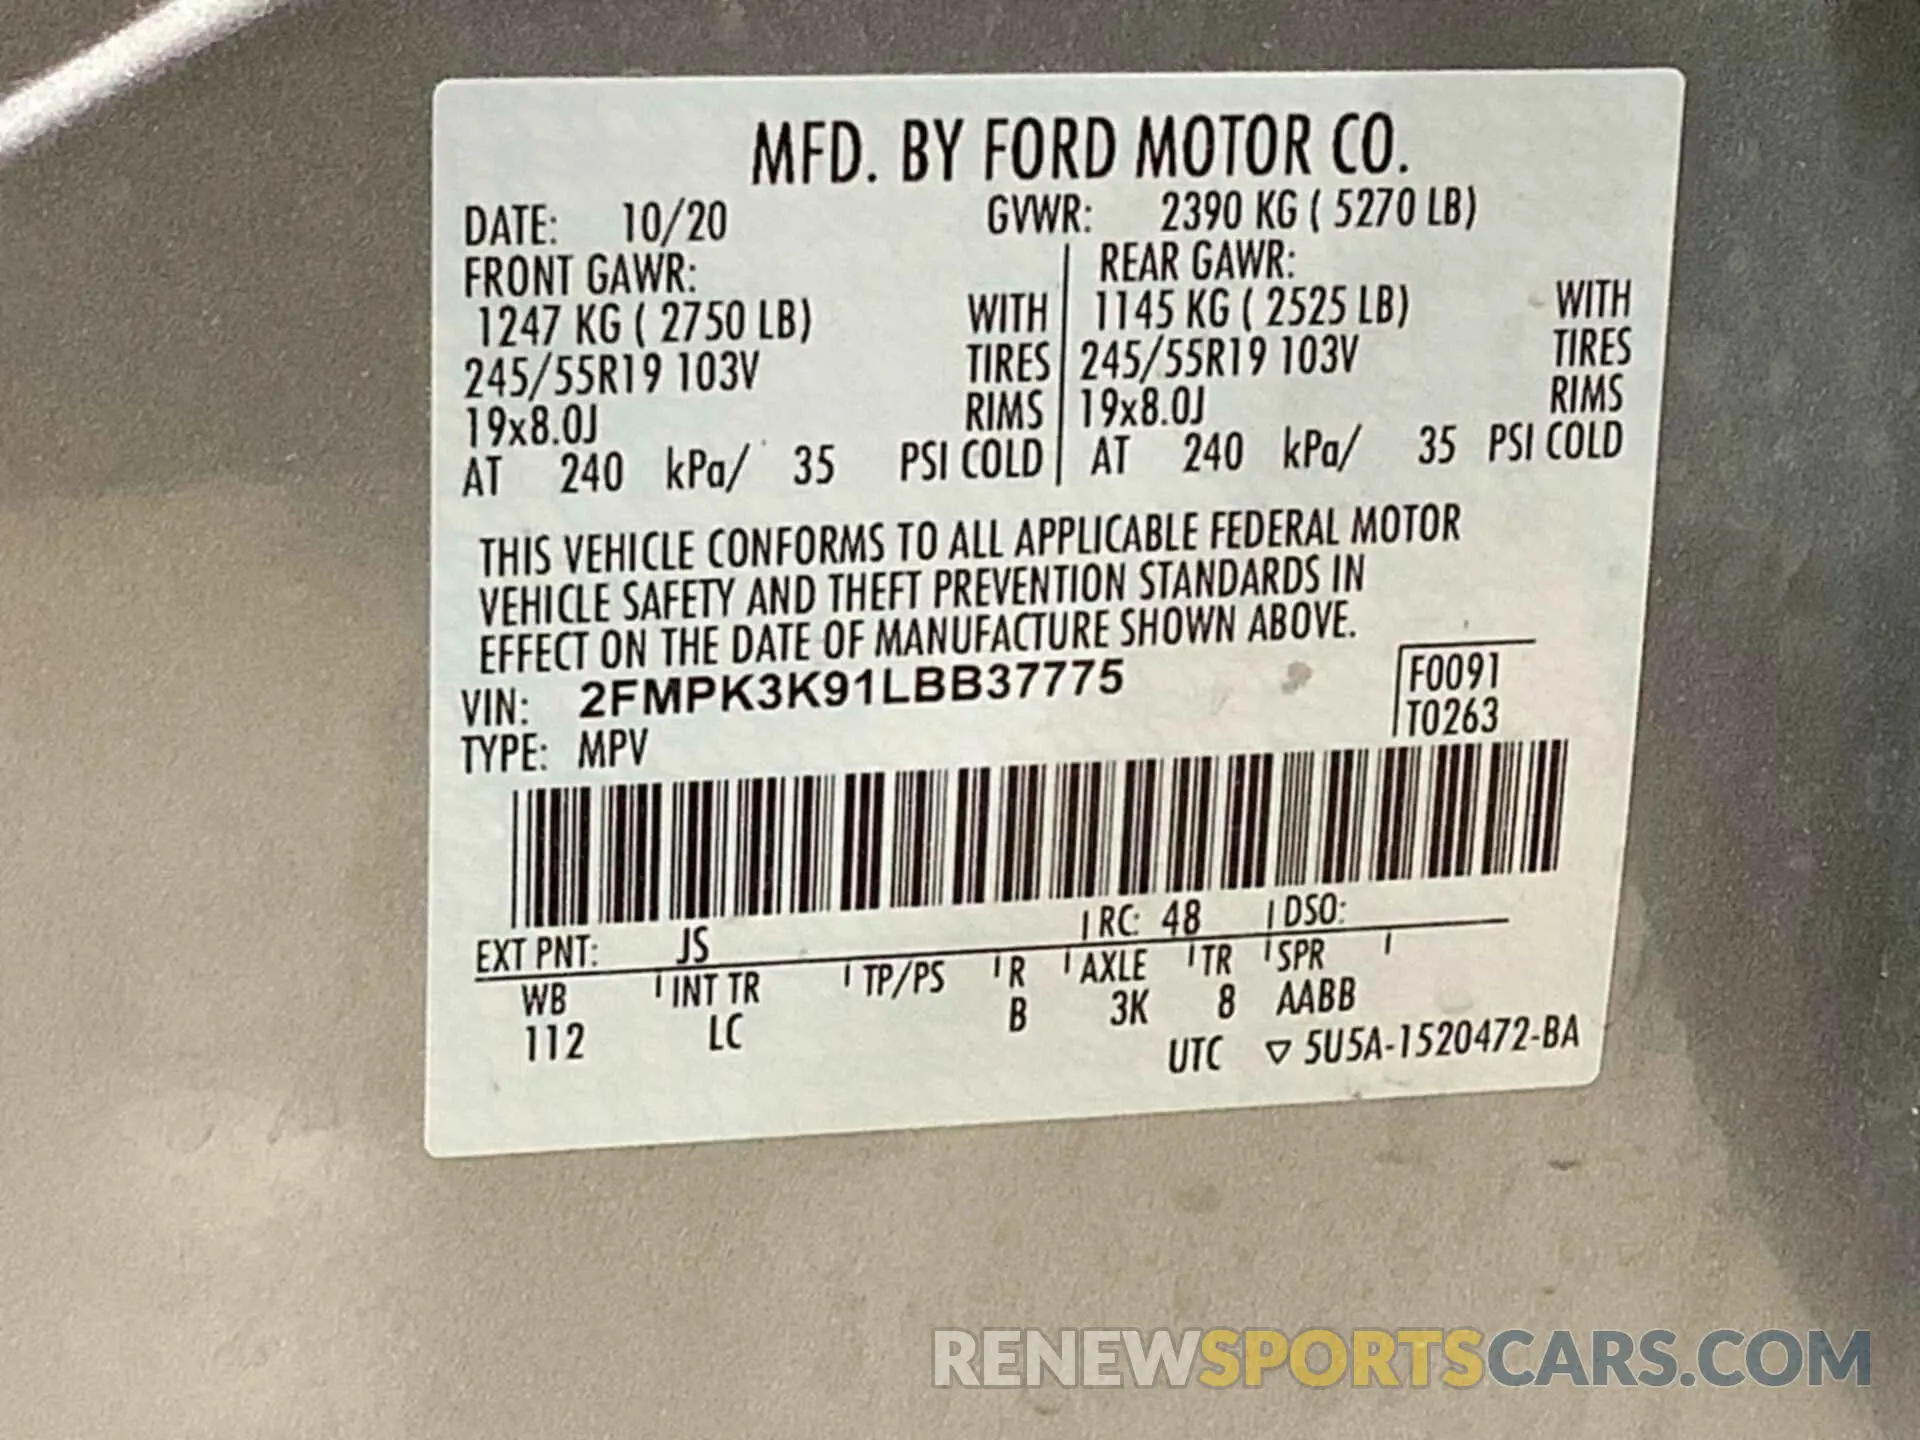 MFD. BY FORD MOTOR CO.
DATE: 10/20 GVWR: 2390 KG ( 5270 LB)
FRONT GAWR: REAR GAWR:
1247 KG ( 2750 LB) WITH 1145 KG ( 2525 LB) WITH
245/55R19 103V TIRES 245/55R19 103V TIRES
19x8.0J RIMS 19x8.0J RIMS
AT 240 kPa/ 35 PSI COLD AT 240 kPa/ 35 PSI COLD
THIS VEHICLE CONFORMS TO ALL APPLICABLE FEDERAL MOTOR
VEHICLE SAFETY AND THEFT PREVENTION STANDARDS IN
EFFECT ON THE DATE OF MANUFACTURE SHOWN ABOVE.
VIN: 2FMPK3K91LBB37775 F0091
TYPE: MPV T0263
EXT PNT: JS RC: 48 DSO:
WB INT TR TP/PS R AXLE TR SPR
112 LC B 3K 8 AABB
UTC ▽ 5U5A-1520472-BA
RENEWSPORTSCARS.COM